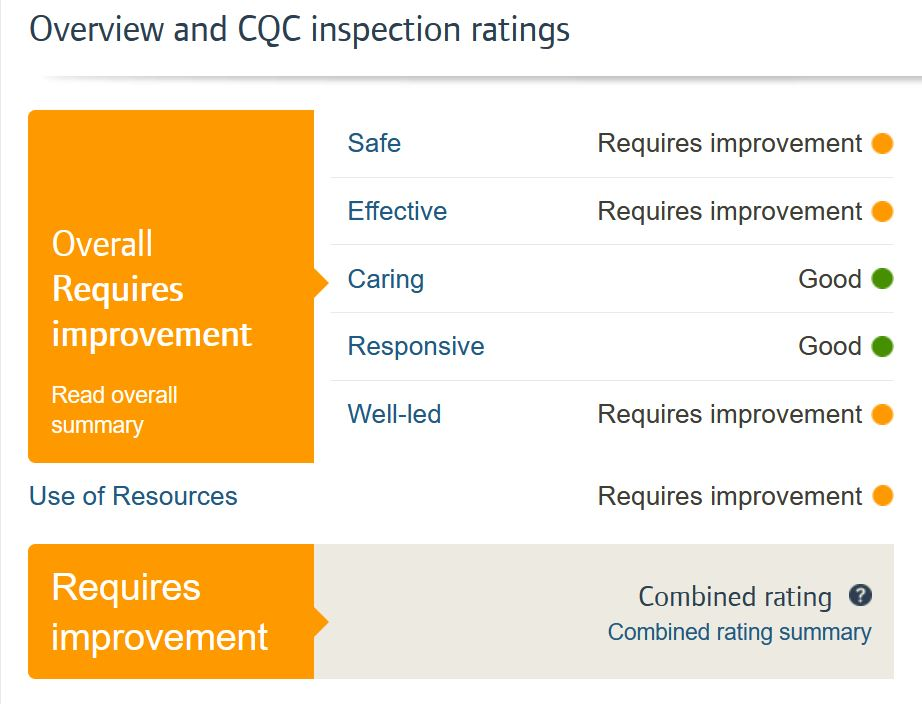 Overview and CQC inspection ratings
Overall
Requires
improvement
Read overall
summary
Safe Requires improvement
Effective Requires improvement
Caring Good
Responsive Good
Well-led Requires improvement
Use of Resources Requires improvement
Requires
improvement
Combined rating ?
Combined rating summary